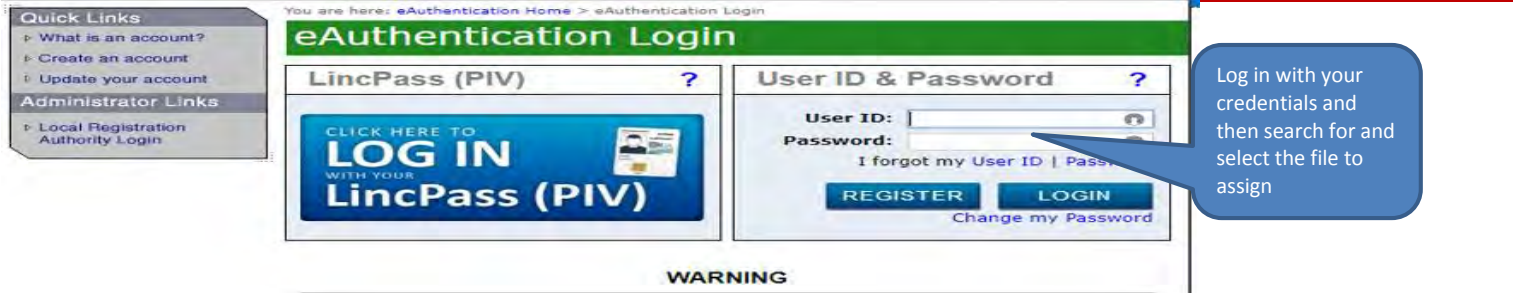 Quick Links
What is an account?
Create an account
Update your account
Administrator Links
Local Registration
Authority Login
You are here: eAuthentication Home > eAuthentication Login
eAuthentication Login
LincPass (PIV) ?
CLICK HERE TO
LOG IN
WITH YOUR
LincPass (PIV)
User ID & Password ?
User ID:
Password:
I forgot my User ID |
REGISTER LOGIN
Change my Password
WARNING
Log in with your
credentials and
then search for and
select the file to
assign